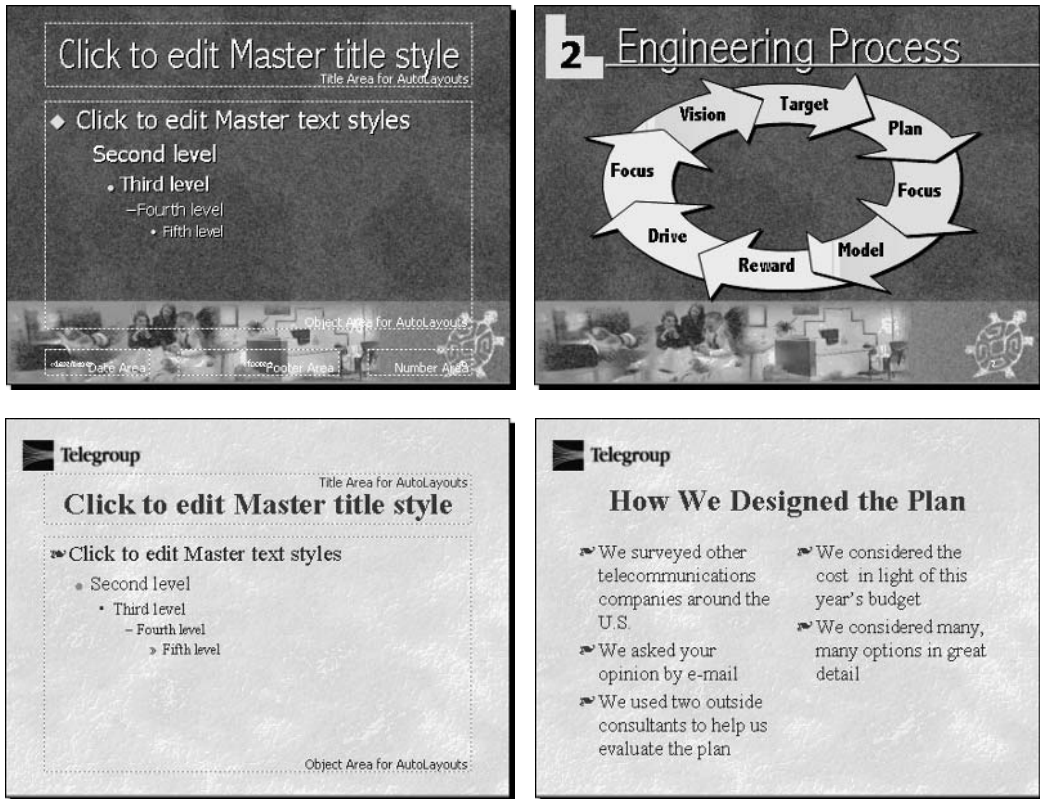 Click to edit Master title style
Title Area for AutoLayouts
◆ Click to edit Master text styles
Second level
• Third level
–Fourth level
• Fifth level
Object Area for AutoLayouts
Date Area
Footer Area
Number Area
2 Engineering Process
Vision
Target
Plan
Focus
Focus
Drive
Reward
Model
Telegroup
Title Area for AutoLayouts
Click to edit Master title style
❧Click to edit Master text styles
• Second level
• Third level
– Fourth level
» Fifth level
Object Area for AutoLayouts
Telegroup
How We Designed the Plan
❧We surveyed other
telecommunications
companies around the
U.S.
❧We asked your
opinion by e-mail
❧We used two outside
consultants to help us
evaluate the plan
❧We considered the
cost in light of this
year's budget
❧We considered many,
many options in great
detail